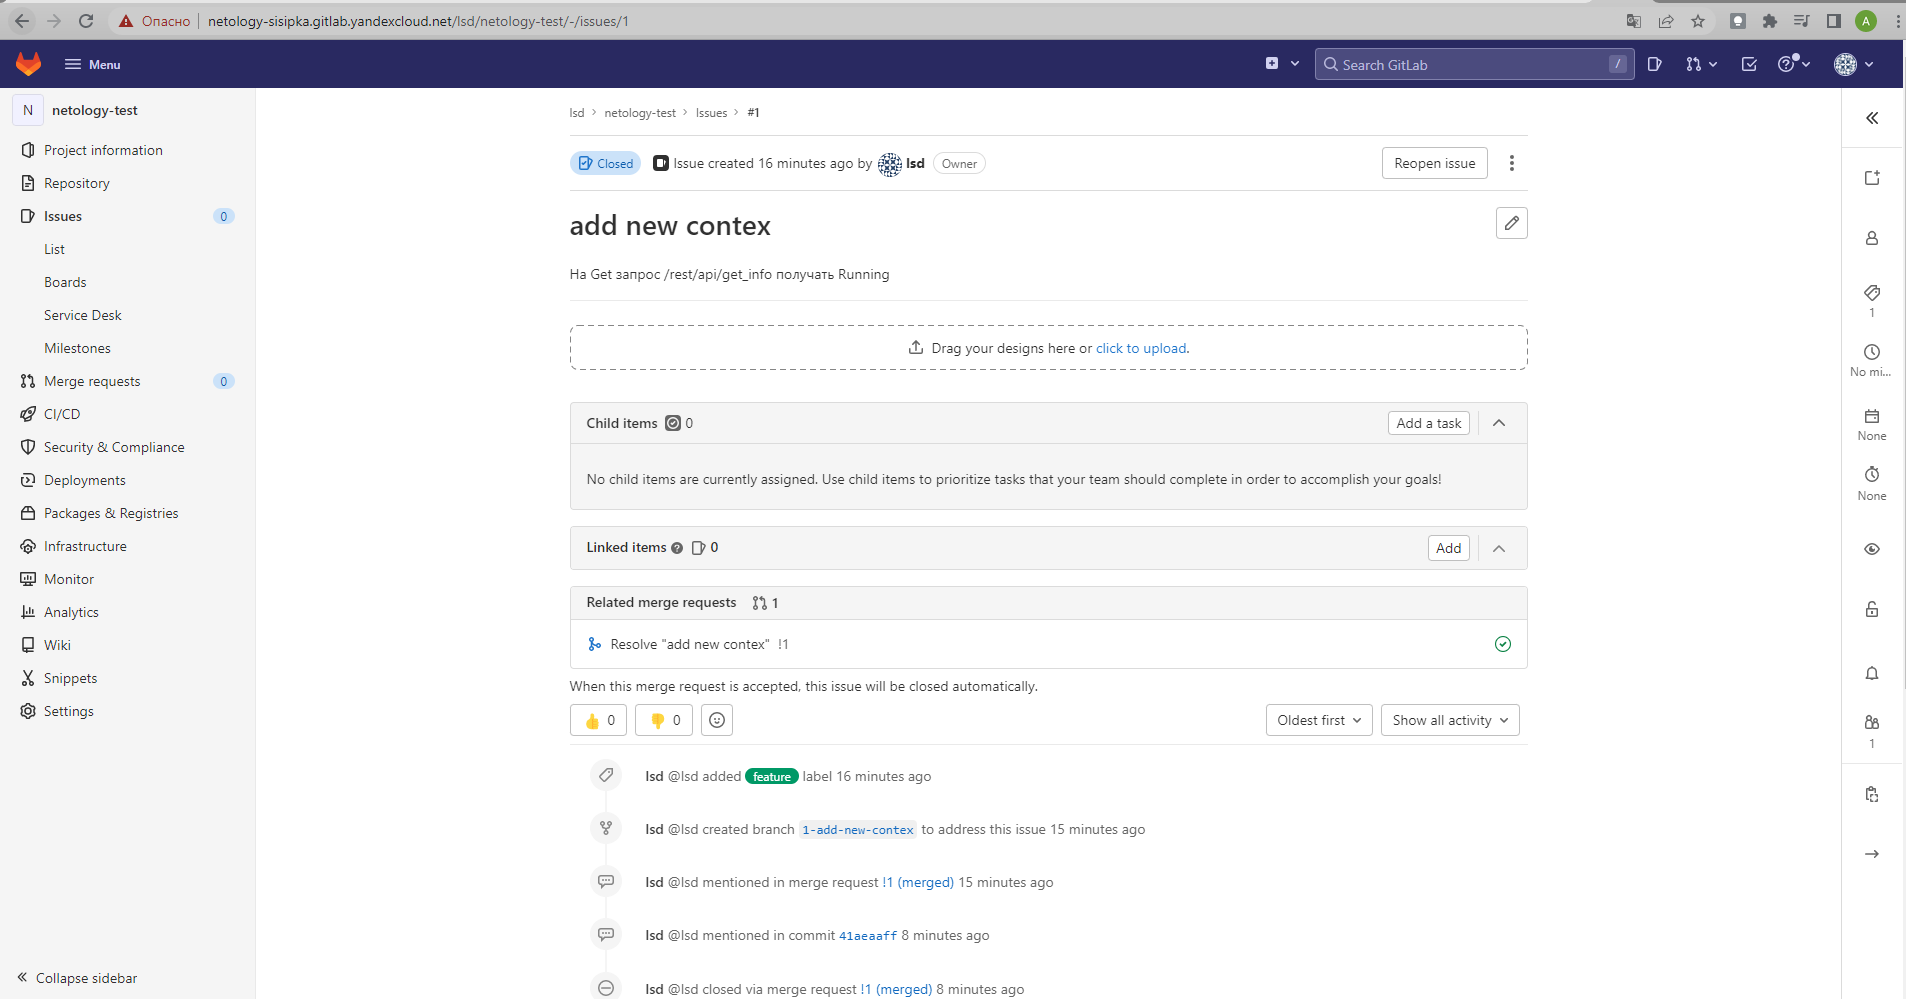 Опасно netology-sisipka.gitlab.yandexcloud.net/lsd/netology-test/-/issues/1
A
Menu
Search GitLab /
N netology-test
Project information
Repository
Issues 0
List
Boards
Service Desk
Milestones
Merge requests 0
CI/CD
Security & Compliance
Deployments
Packages & Registries
Infrastructure
Monitor
Analytics
Wiki
Snippets
Settings
Collapse sidebar
lsd > netology-test > Issues > #1
Closed Issue created 16 minutes ago by lsd Owner Reopen issue
add new contex
На Get запрос /rest/api/get_info получать Running
Drag your designs here or click to upload.
Child items 0 Add a task
No child items are currently assigned. Use child items to prioritize tasks that your team should complete in order to accomplish your goals!
Linked items 0 Add
Related merge requests 1
Resolve "add new contex" !1
When this merge request is accepted, this issue will be closed automatically.
0 0 Oldest first Show all activity
lsd @lsd added feature label 16 minutes ago
lsd @lsd created branch 1-add-new-contex to address this issue 15 minutes ago
lsd @lsd mentioned in merge request !1 (merged) 15 minutes ago
lsd @lsd mentioned in commit 41aeaaff 8 minutes ago
lsd @lsd closed via merge request !1 (merged) 8 minutes ago
1
No mi...
None
None
1